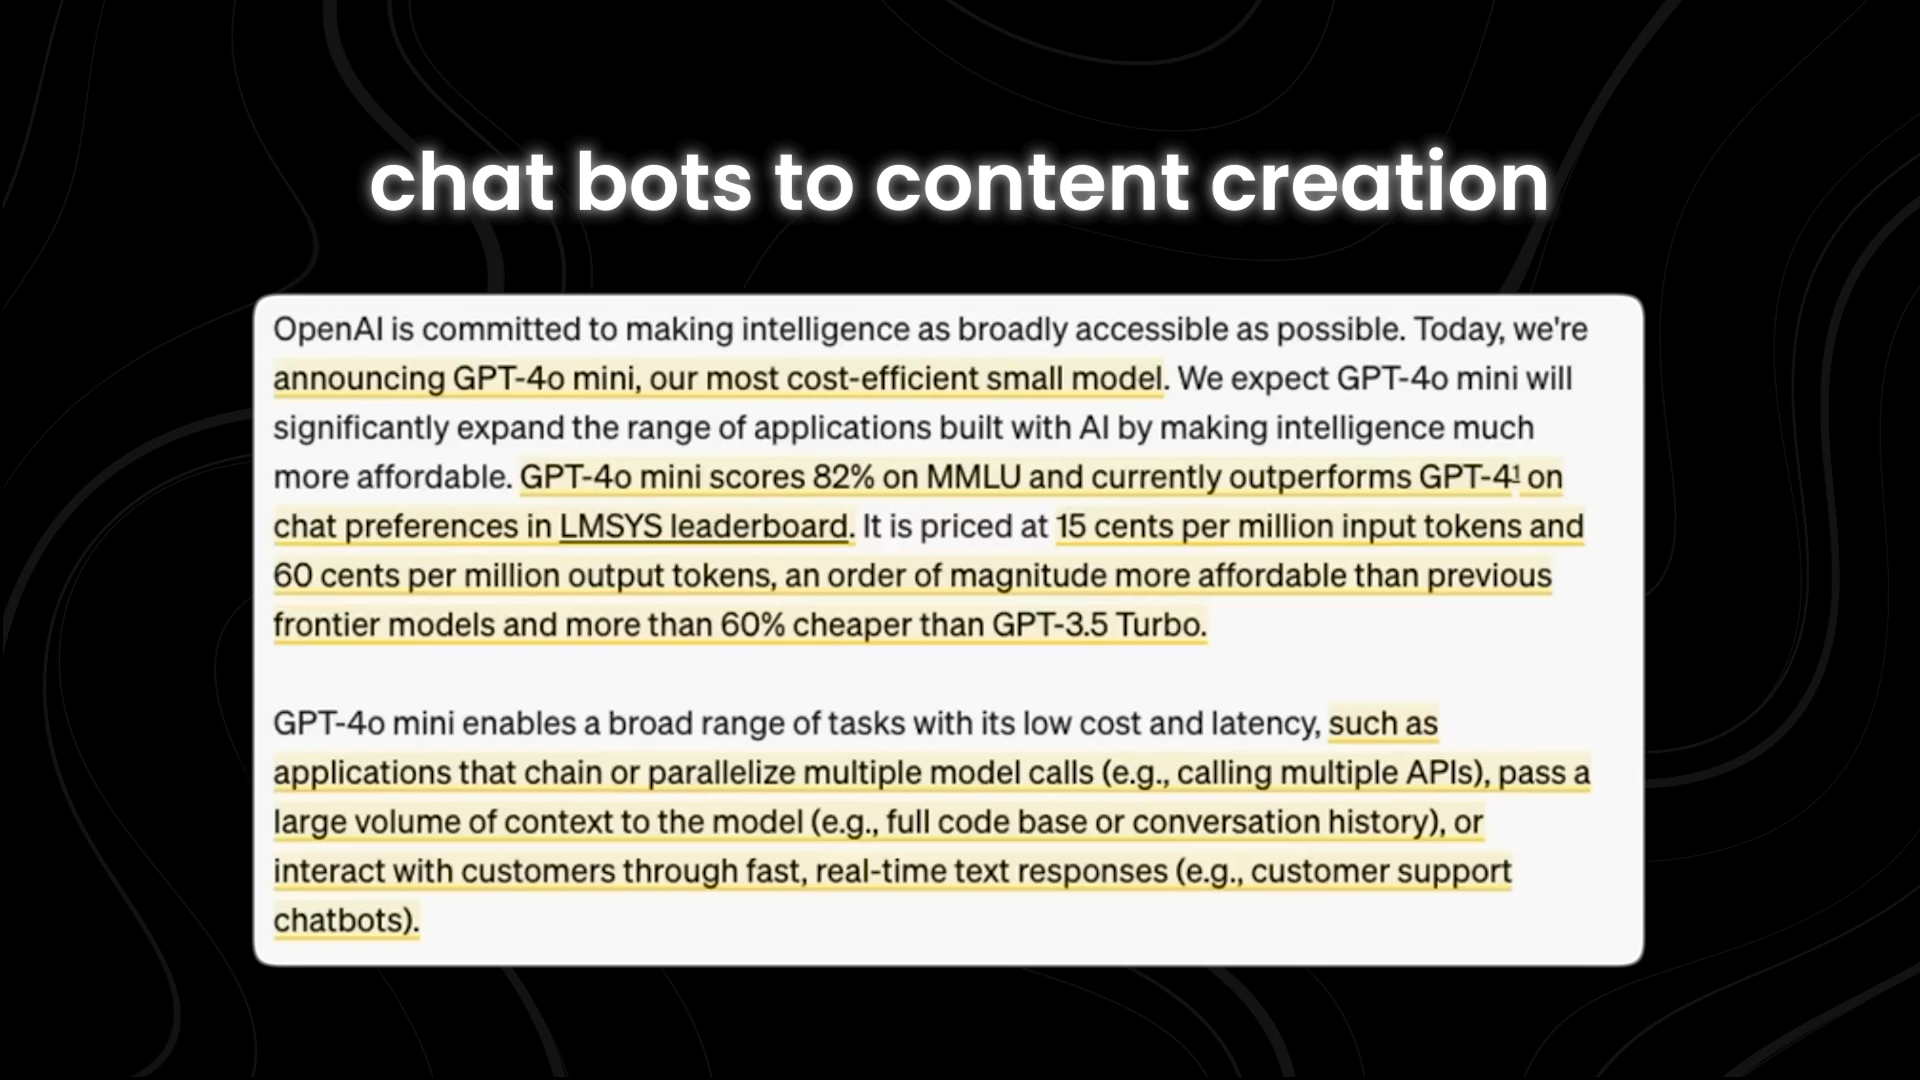 chat bots to content creation
OpenAI is committed to making intelligence as broadly accessible as possible. Today, we're
announcing GPT-4o mini, our most cost-efficient small model. We expect GPT-4o mini will
significantly expand the range of applications built with AI by making intelligence much
more affordable. GPT-4o mini scores 82% on MMLU and currently outperforms GPT-4¹ on
chat preferences in LMSYS leaderboard. It is priced at 15 cents per million input tokens and
60 cents per million output tokens, an order of magnitude more affordable than previous
frontier models and more than 60% cheaper than GPT-3.5 Turbo.
GPT-4o mini enables a broad range of tasks with its low cost and latency, such as
applications that chain or parallelize multiple model calls (e.g., calling multiple APIs), pass a
large volume of context to the model (e.g., full code base or conversation history), or
interact with customers through fast, real-time text responses (e.g., customer support
chatbots).